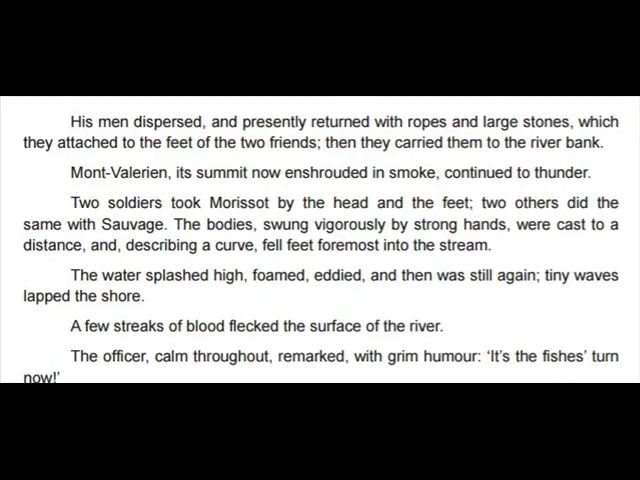 His men dispersed, and presently returned with ropes and large stones, which
they attached to the feet of the two friends; then they carried them to the river bank.
Mont-Valerien, its summit now enshrouded in smoke, continued to thunder.
Two soldiers took Morissot by the head and the feet; two others did the
same with Sauvage. The bodies, swung vigorously by strong hands, were cast to a
distance, and, describing a curve, fell feet foremost into the stream.
The water splashed high, foamed, eddied, and then was still again; tiny waves
lapped the shore.
A few streaks of blood flecked the surface of the river.
The officer, calm throughout, remarked, with grim humour: ‘It’s the fishes’ turn
now!’